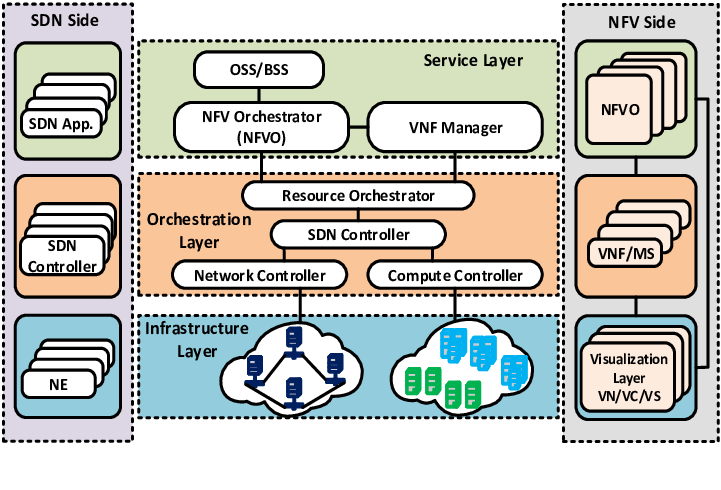 SDN Side
SDN App.
SDN
Controller
NE
Service Layer
OSS/BSS
NFV Orchestrator
(NFVO)
VNF Manager
Orchestration
Layer
Resource Orchestrator
SDN Controller
Network Controller
Compute Controller
Infrastructure
Layer
NFV Side
NFVO
VNF/MS
Visualization
Layer
VN/VC/VS